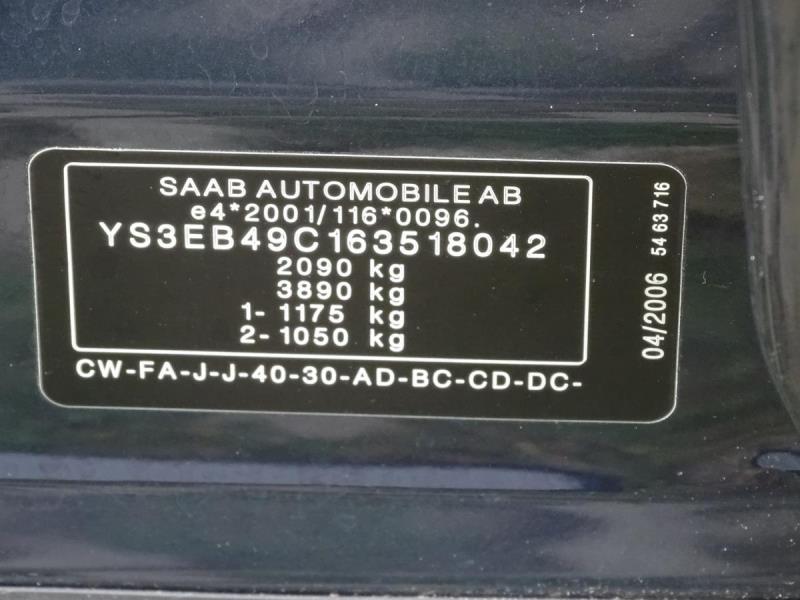 SAAB AUTOMOBILE AB
e4*2001/116*0096.
YS3EB49C163518042
2090 kg
3890 kg
1- 1175 kg
2- 1050 kg
CW-FA-J-J-40-30-AD-BC-CD-DC-
04/2006 54 63 716